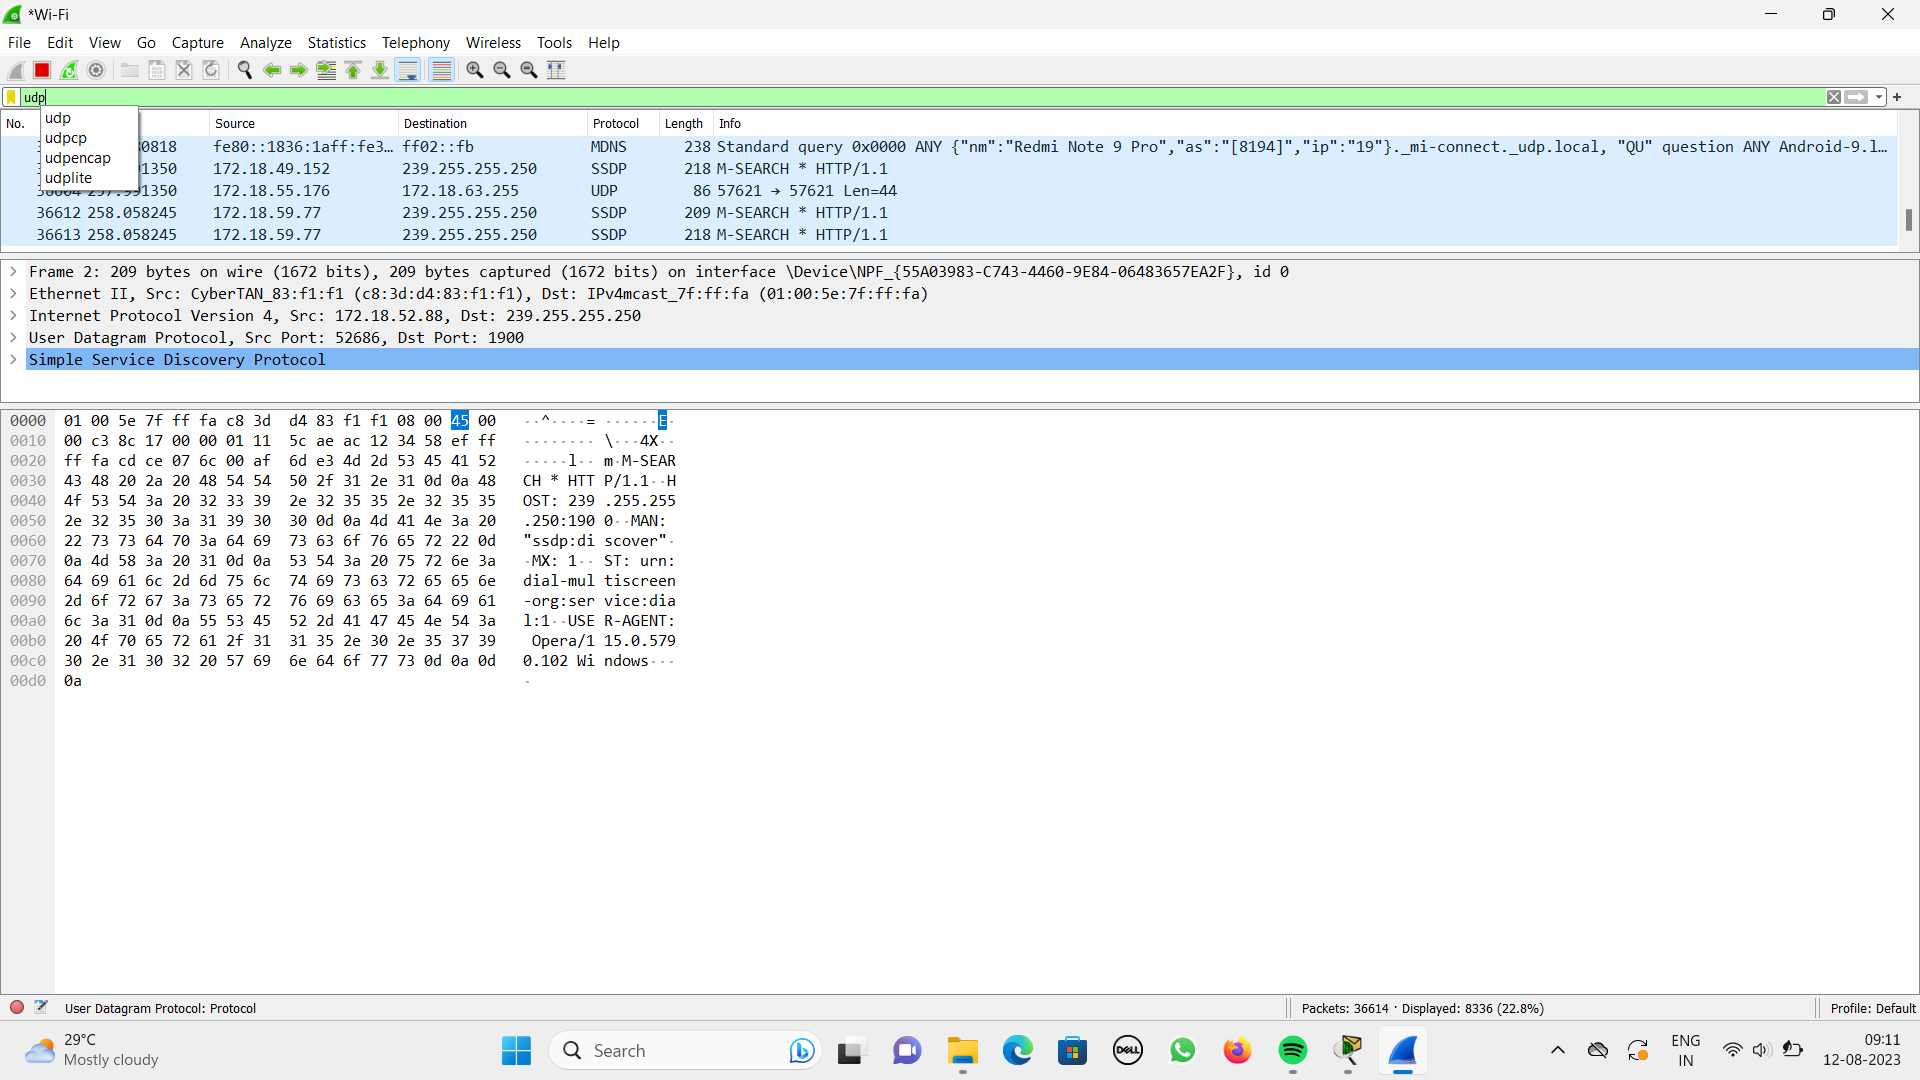 *Wi-Fi
File Edit View Go Capture Analyze Statistics Telephony Wireless Tools Help
udp
udp
udpcp
udpencap
udplite
No. Source Destination Protocol Length Info
0818 fe80::1836:1aff:fe3… ff02::fb MDNS 238 Standard query 0x0000 ANY {"nm":"Redmi Note 9 Pro","as":"[8194]","ip":"19"}._mi-connect._udp.local, "QU" question ANY Android-9.l…
1350 172.18.49.152 239.255.255.250 SSDP 218 M-SEARCH * HTTP/1.1
36604 257.991350 172.18.55.176 172.18.63.255 UDP 86 57621 → 57621 Len=44
36612 258.058245 172.18.59.77 239.255.255.250 SSDP 209 M-SEARCH * HTTP/1.1
36613 258.058245 172.18.59.77 239.255.255.250 SSDP 218 M-SEARCH * HTTP/1.1
Frame 2: 209 bytes on wire (1672 bits), 209 bytes captured (1672 bits) on interface \Device\NPF_{55A03983-C743-4460-9E84-06483657EA2F}, id 0
Ethernet II, Src: CyberTAN_83:f1:f1 (c8:3d:d4:83:f1:f1), Dst: IPv4mcast_7f:ff:fa (01:00:5e:7f:ff:fa)
Internet Protocol Version 4, Src: 172.18.52.88, Dst: 239.255.255.250
User Datagram Protocol, Src Port: 52686, Dst Port: 1900
Simple Service Discovery Protocol
0000 01 00 5e 7f ff fa c8 3d d4 83 f1 f1 08 00 45 00 ··^····= ······E·
0010 00 c3 8c 17 00 00 01 11 5c ae ac 12 34 58 ef ff ········ \···4X··
0020 ff fa cd ce 07 6c 00 af 6d e3 4d 2d 53 45 41 52 ·····l·· m·M-SEAR
0030 43 48 20 2a 20 48 54 54 50 2f 31 2e 31 0d 0a 48 CH * HTT P/1.1··H
0040 4f 53 54 3a 20 32 33 39 2e 32 35 35 2e 32 35 35 OST: 239 .255.255
0050 2e 32 35 30 3a 31 39 30 30 0d 0a 4d 41 4e 3a 20 .250:190 0··MAN:
0060 22 73 73 64 70 3a 64 69 73 63 6f 76 65 72 22 0d "ssdp:di scover"·
0070 0a 4d 58 3a 20 31 0d 0a 53 54 3a 20 75 72 6e 3a ·MX: 1·· ST: urn:
0080 64 69 61 6c 2d 6d 75 6c 74 69 73 63 72 65 65 6e dial-mul tiscreen
0090 2d 6f 72 67 3a 73 65 72 76 69 63 65 3a 64 69 61 -org:ser vice:dia
00a0 6c 3a 31 0d 0a 55 53 45 52 2d 41 47 45 4e 54 3a l:1··USE R-AGENT:
00b0 20 4f 70 65 72 61 2f 31 31 35 2e 30 2e 35 37 39 Opera/1 15.0.579
00c0 30 2e 31 30 32 20 57 69 6e 64 6f 77 73 0d 0a 0d 0.102 Wi ndows···
00d0 0a ·
User Datagram Protocol: Protocol Packets: 36614 · Displayed: 8336 (22.8%) Profile: Default
29°C
Mostly cloudy
Search
DELL
ENG
IN
09:11
12-08-2023